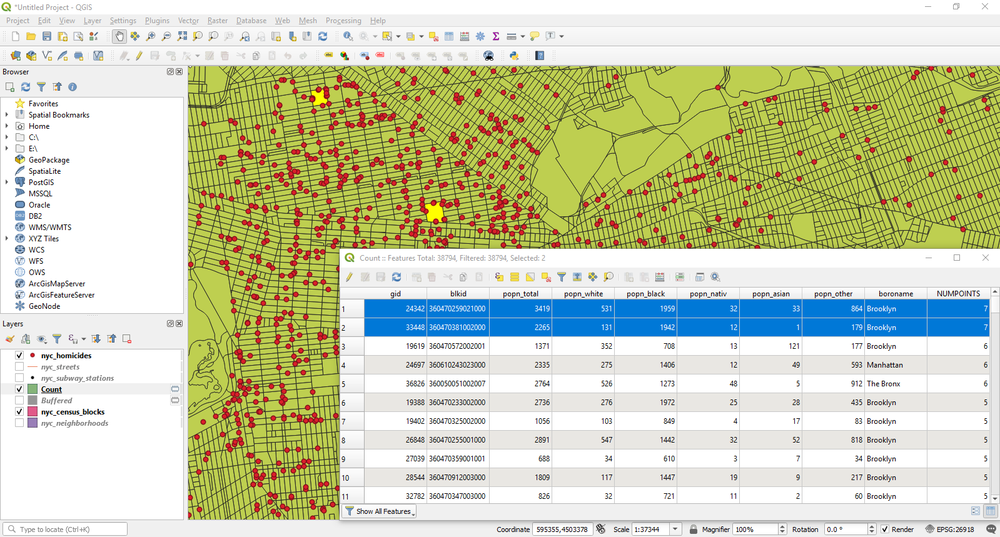 *Untitled Project - QGIS
Project Edit View Layer Settings Plugins Vector Raster Database Web Mesh Processing Help
Browser
Favorites
Spatial Bookmarks
Home
C:\
E:\
GeoPackage
SpatiaLite
PostGIS
MSSQL
Oracle
DB2
WMS/WMTS
XYZ Tiles
WCS
WFS
OWS
ArcGisMapServer
ArcGisFeatureServer
GeoNode
Layers
nyc_homicides
nyc_streets
nyc_subway_stations
Count
Buffered
nyc_census_blocks
nyc_neighborhoods
Count :: Features Total: 38794, Filtered: 38794, Selected: 2
gid blkid popn_total popn_white popn_black popn_nativ popn_asian popn_other boroname NUMPOINTS
1 24342 360470259021000 3419 531 1959 32 33 864 Brooklyn 7
2 33448 360470381002000 2265 131 1942 12 1 179 Brooklyn 7
3 19619 360470572002001 1371 352 708 13 121 177 Brooklyn 6
4 24697 360610243023000 2335 275 1406 12 49 593 Manhattan 6
5 36826 360050051002007 2764 526 1273 48 5 912 The Bronx 6
6 19388 360470233002000 2736 276 1972 25 28 435 Brooklyn 5
7 19402 360470325002000 1056 103 849 4 17 83 Brooklyn 5
8 26848 360470255001000 2891 547 1442 32 52 818 Brooklyn 5
9 27039 360470359001001 688 34 610 3 7 34 Brooklyn 5
10 28544 360470912003000 1809 117 1447 19 9 217 Brooklyn 5
11 32782 360470347003000 826 32 721 11 2 60 Brooklyn 5
Show All Features
Type to locate (Ctrl+K) Coordinate 595355,4503378 Scale 1:37344 Magnifier 100% Rotation 0.0 ° Render EPSG:26918